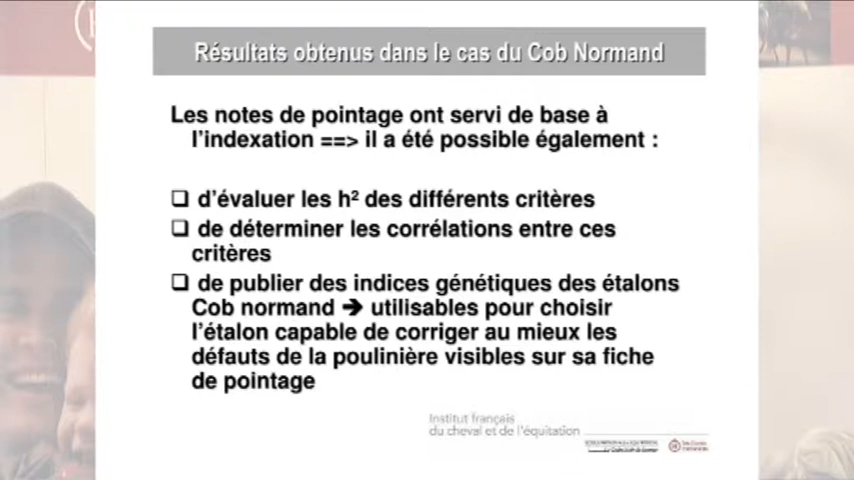 Résultats obtenus dans le cas du Cob Normand
Les notes de pointage ont servi de base à
l'indexation ==> il a été possible également :
❑ d'évaluer les h² des différents critères
❑ de déterminer les corrélations entre ces
critères
❑ de publier des indices génétiques des étalons
Cob normand ➔ utilisables pour choisir
l'étalon capable de corriger au mieux les
défauts de la poulinière visibles sur sa fiche
de pointage
Institut français
du cheval et de l'équitation